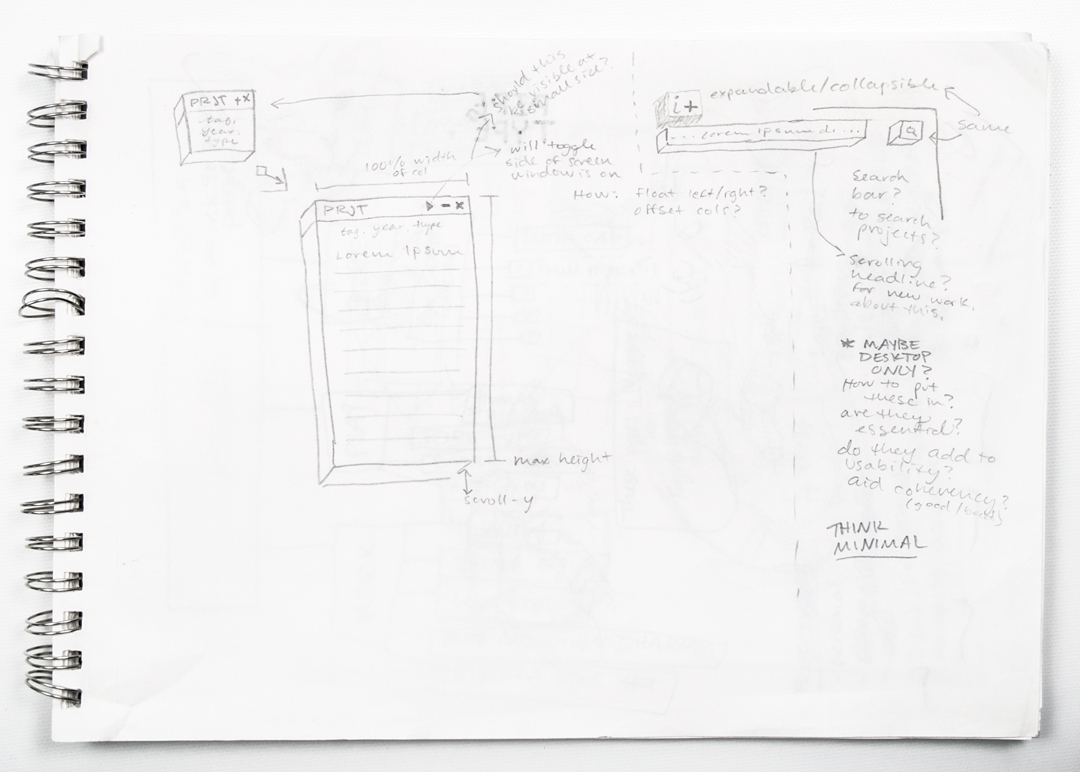 PRJT +x
tag,
year,
type
should this
be visible at
small side?
will toggle
side of screen
window is on
How: float left/right?
offset cols?
100% width
of col
PRJT
tag, year, type
Lorem Ipsum
max height
scroll-y
i+
expandable/collapsible
same
... Lorem ipsum do...
Search
bar?
to search
projects?
scrolling
headline?
for new work,
about this.
* MAYBE
DESKTOP
ONLY?
How to put
these in?
are they
essential?
do they add to
usability?
aid coherency?
(good/bad)
THINK
MINIMAL